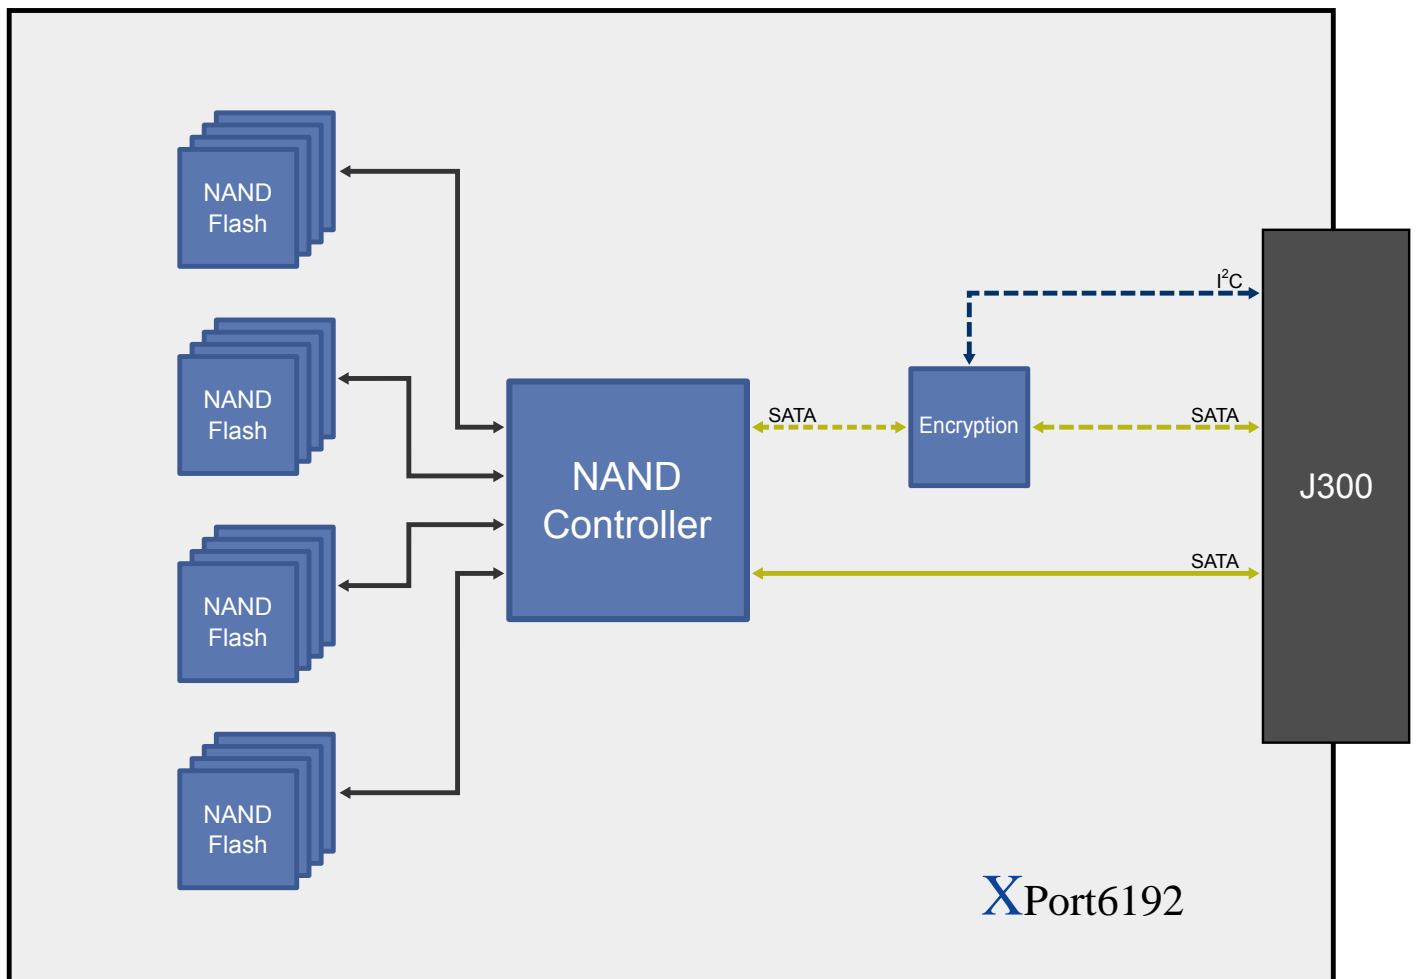 NAND
Flash
NAND
Flash
NAND
Flash
NAND
Flash
NAND
Controller
SATA
Encryption
I²C
SATA
SATA
J300
XPort6192